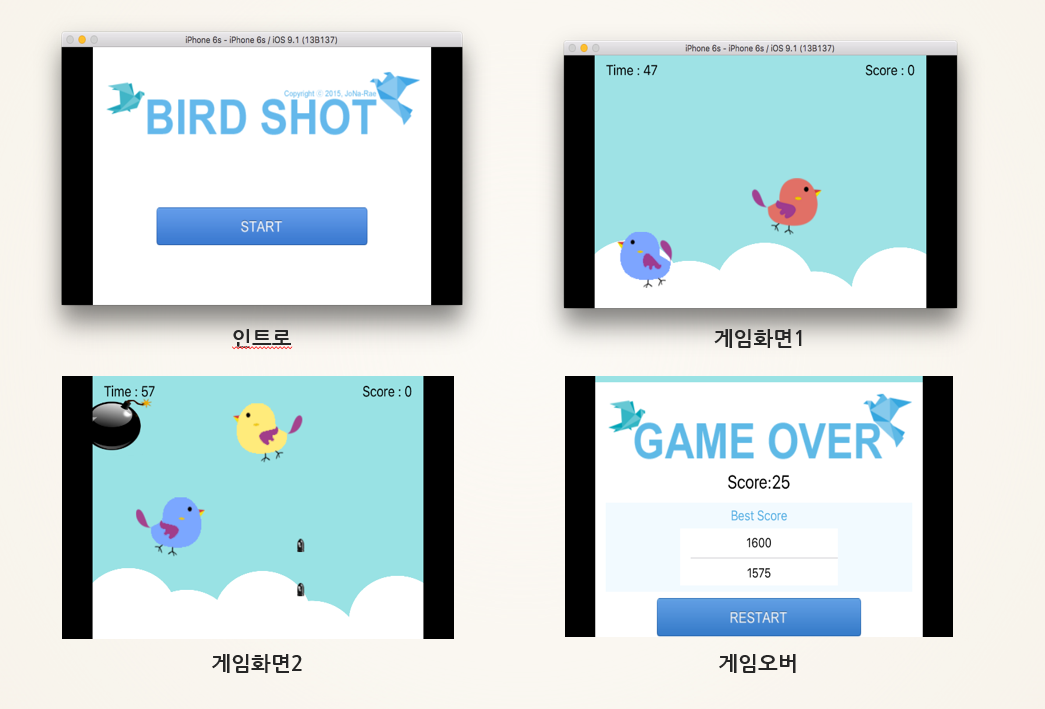 iPhone 6s - iPhone 6s / iOS 9.1 (13B137)
Copyright © 2015, JoNa-Rae
BIRD SHOT
START
인트로
iPhone 6s - iPhone 6s / iOS 9.1 (13B137)
Time : 47
Score : 0
게임화면1
Time : 57
Score : 0
게임화면2
GAME OVER
Score:25
Best Score
1600
1575
RESTART
게임오버